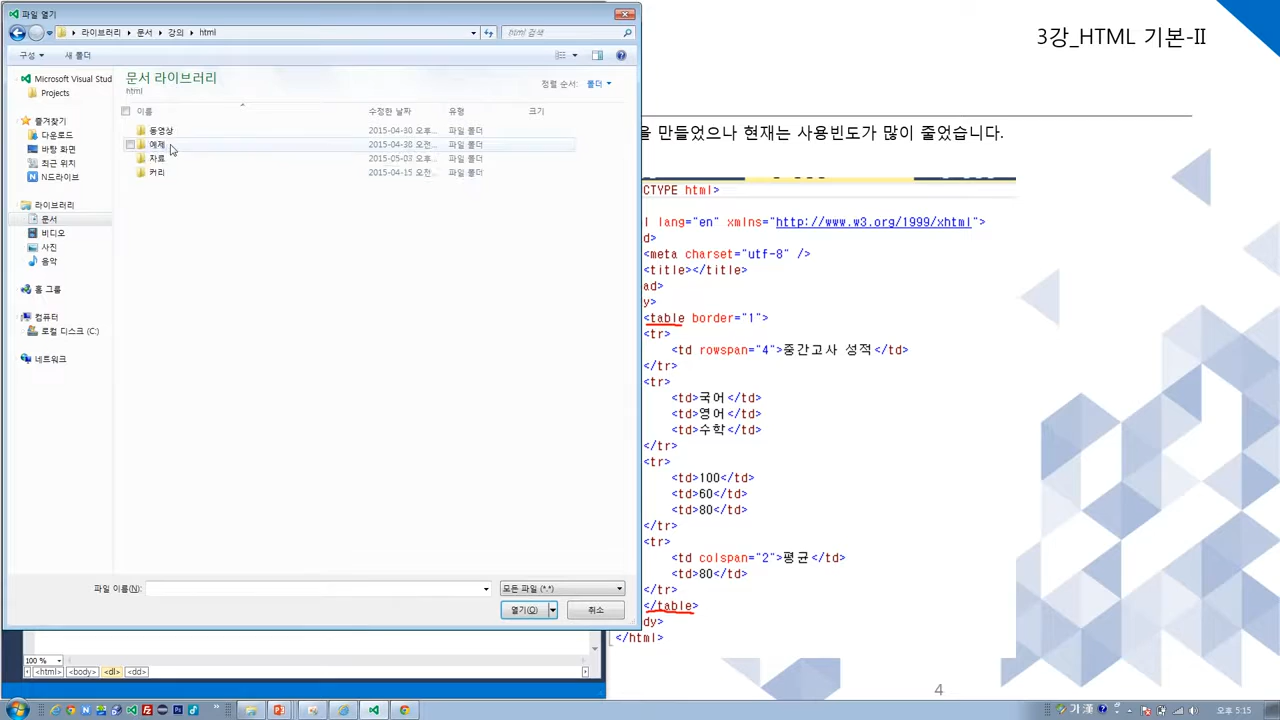 파일 열기
라이브러리 ▸ 문서 ▸ 강의 ▸ html
html 검색
구성
새 폴더
Microsoft Visual Stud
Projects
즐겨찾기
다운로드
바탕 화면
최근 위치
N드라이브
라이브러리
문서
비디오
사진
음악
홈 그룹
컴퓨터
로컬 디스크 (C:)
네트워크
문서 라이브러리
html
정렬 순서: 폴더
이름 수정한 날짜 유형 크기
동영상 2015-04-30 오후... 파일 폴더
예제 2015-04-30 오전... 파일 폴더
자료 2015-05-03 오후... 파일 폴더
커리 2015-04-15 오전... 파일 폴더
파일 이름(N):
모든 파일 (*.*)
열기(O)
취소
100 %
<html> <body> <dl> <dd>
3강_HTML 기본-II
을 만들었으나 현재는 사용빈도가 많이 줄었습니다.
CTYPE html>
l lang="en" xmlns="http://www.w3.org/1999/xhtml">
d>
<meta charset="utf-8" />
<title></title>
ad>
y>
<table border="1">
<tr>
<td rowspan="4">중간고사 성적</td>
</tr>
<tr>
<td>국어</td>
<td>영어</td>
<td>수학</td>
</tr>
<tr>
<td>100</td>
<td>60</td>
<td>80</td>
</tr>
<tr>
<td colspan="2">평균</td>
<td>80</td>
</tr>
</table>
dy>
</html>
4
가 漢
오후 5:15